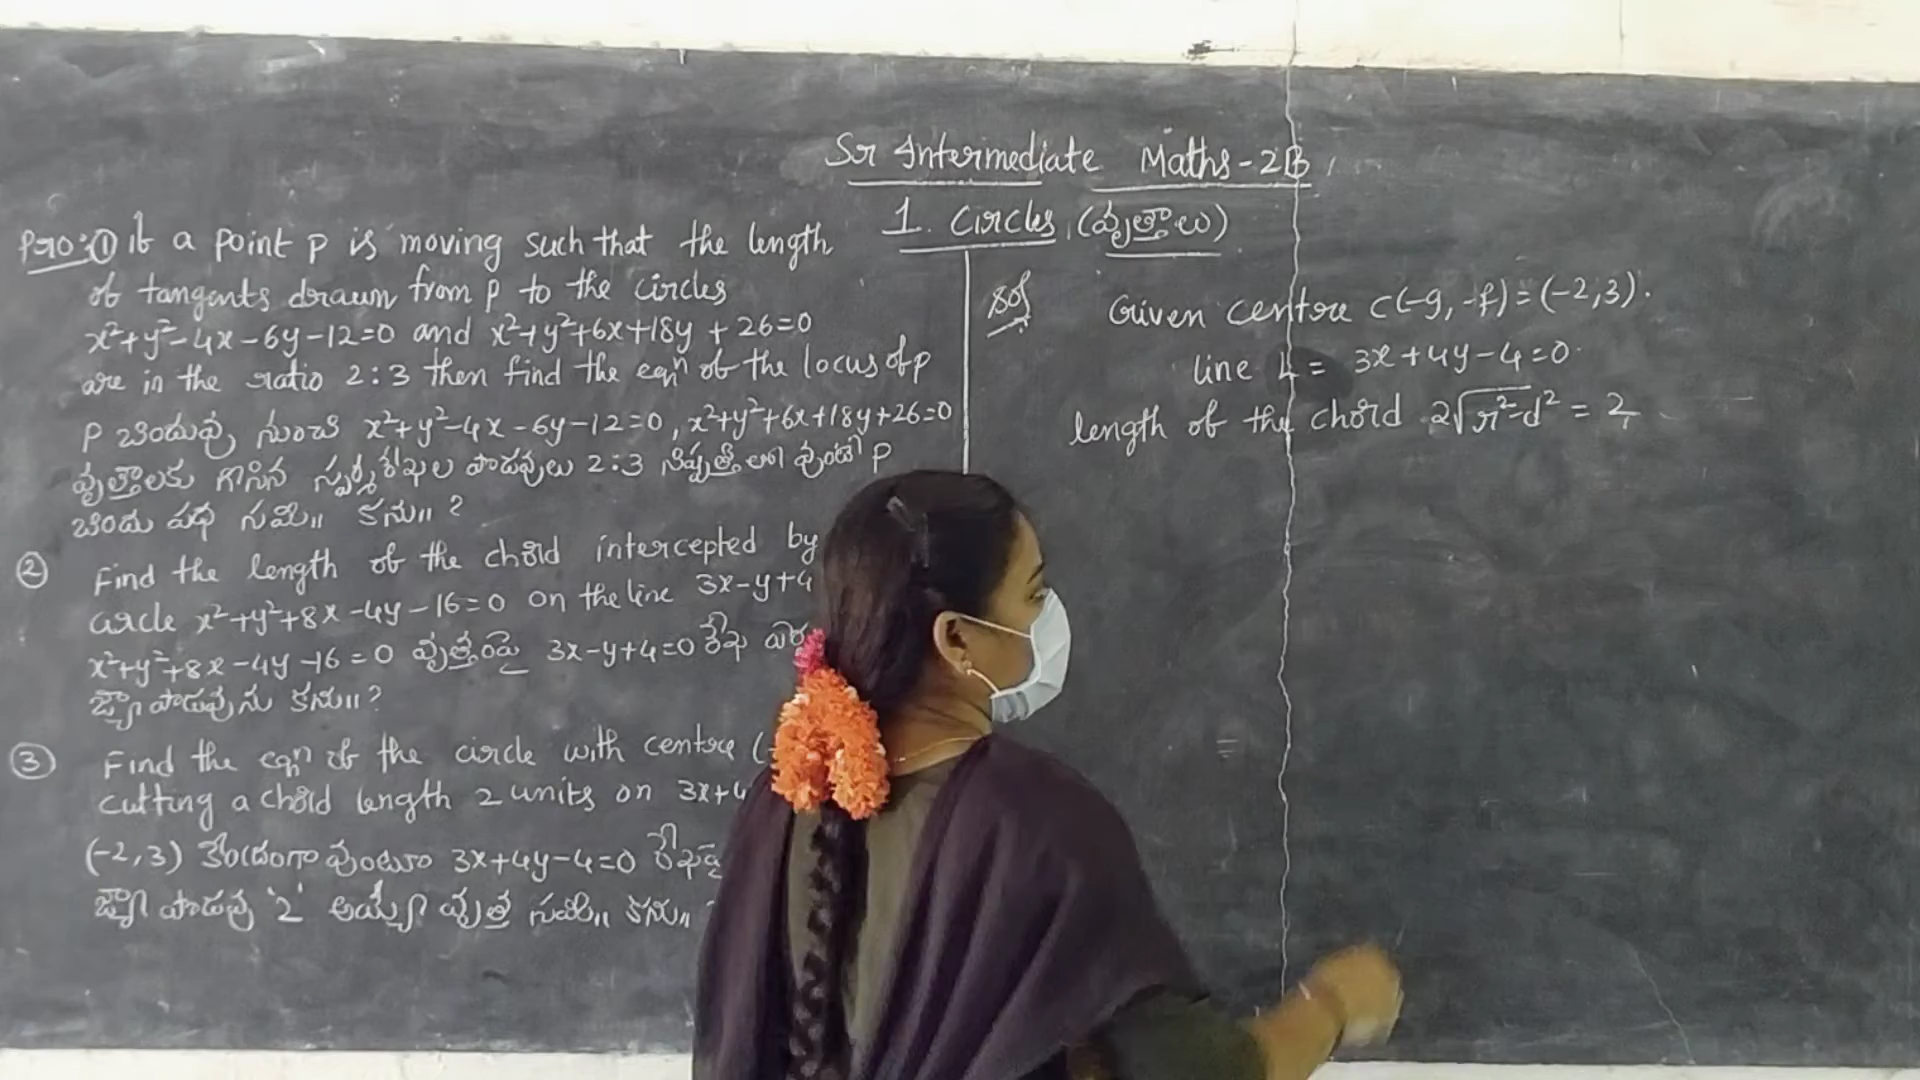 Sr Intermediate Maths-2B
1. Circles (వృత్తాలు)
Pro:① If a point P is moving such that the length
of tangents drawn from P to the circles
x²+y²-4x-6y-12=0 and x²+y²+6x+18y+26=0
are in the ratio 2:3 then find the eqⁿ of the locus of P
P బిందువు నుంచి x²+y²-4x-6y-12=0, x²+y²+6x+18y+26=0
వృత్తాలకు గీసిన స్పర్శరేఖల పొడవులు 2:3 నిష్పత్తిలో వుంటే P
బిందు పథ సమీ॥ కను॥ ?
② Find the length of the chord intercepted by
circle x²+y²+8x-4y-16=0 on the line 3x-y+4
x²+y²+8x-4y-16=0 వృత్తంపై 3x-y+4=0 రేఖ
జ్యా పొడవును కను॥ ?
③ Find the eqⁿ of the circle with centre (-
cutting a chord length 2 units on 3x+4
(-2,3) కేంద్రంగా వుంటూ 3x+4y-4=0 రేఖపై
జ్యా పొడవు '2' అయ్యే వృత్త సమీ॥ కను॥ ?
Sol
Given centre C(-g,-f)=(-2,3).
line L = 3x+4y-4=0.
length of the chord 2√r²-d² = 2